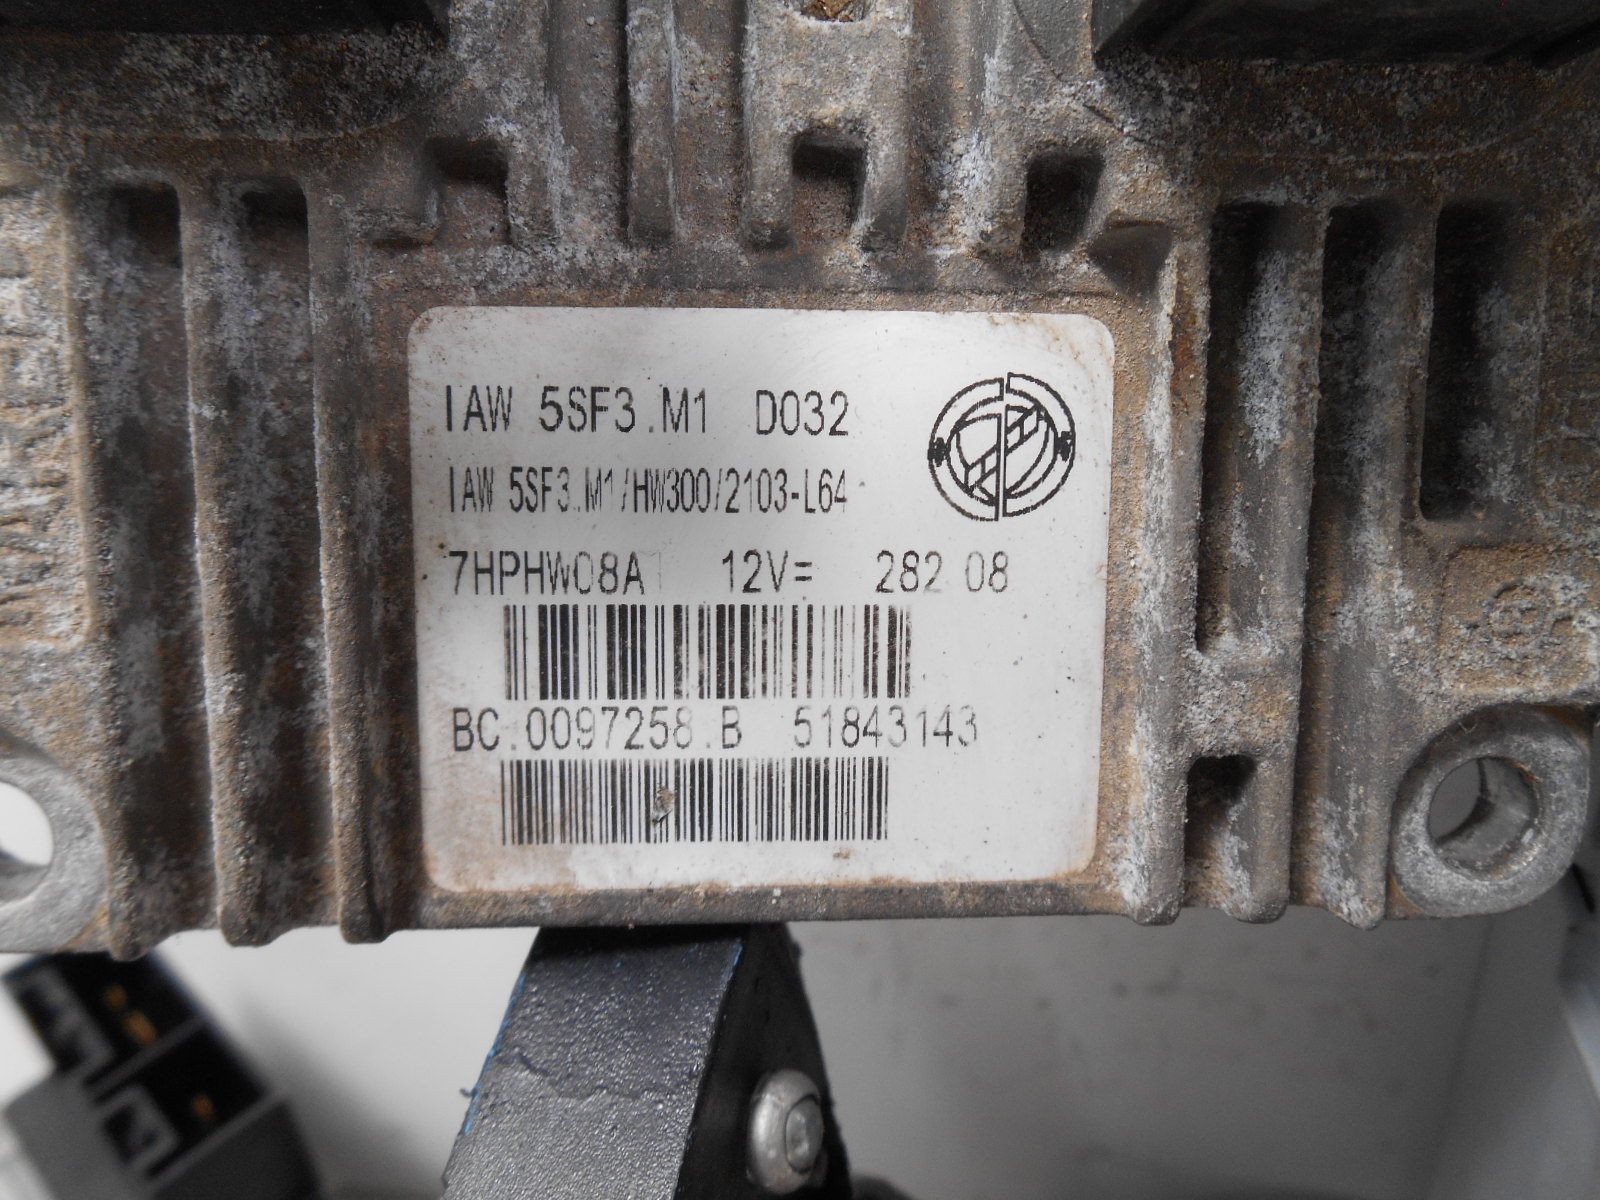 IAW 5SF3.M1 D032
IAW 5SF3.M1/HW300/2103-L64
7HPHW08A 12V= 282 08
BC.0097258.B 51843143